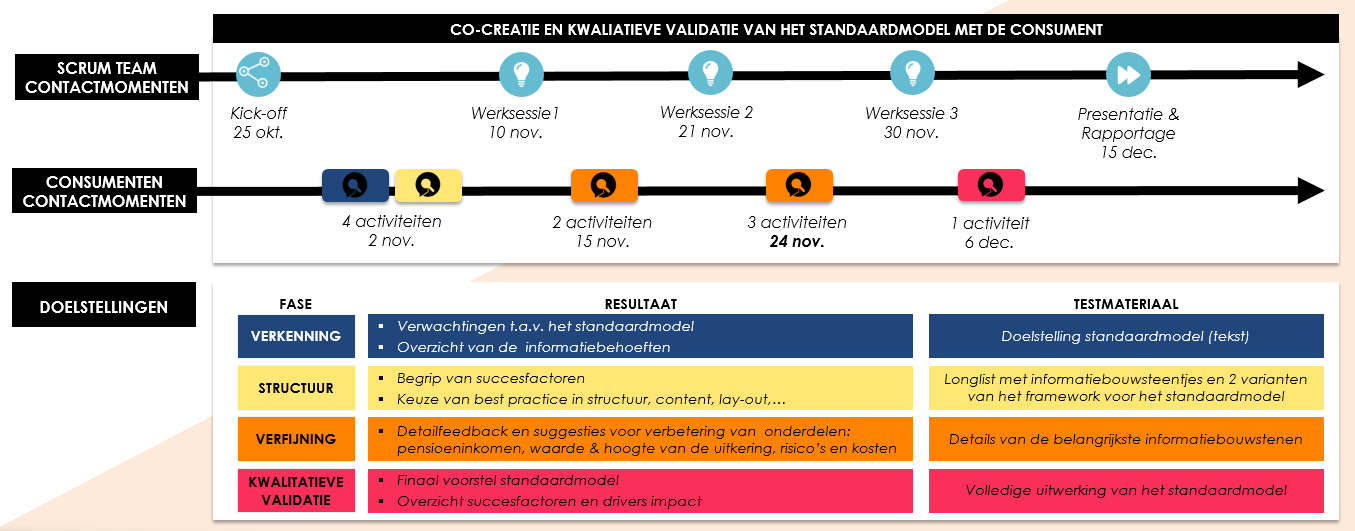 CO-CREATIE EN KWALIATIEVE VALIDATIE VAN HET STANDAARDMODEL MET DE CONSUMENT
SCRUM TEAM
CONTACTMOMENTEN
Kick-off
25 okt.
Werksessie1
10 nov.
Werksessie 2
21 nov.
Werksessie 3
30 nov.
Presentatie &
Rapportage
15 dec.
CONSUMENTEN
CONTACTMOMENTEN
4 activiteiten
2 nov.
2 activiteiten
15 nov.
3 activiteiten
24 nov.
1 activiteit
6 dec.
DOELSTELLINGEN
FASE
RESULTAAT
TESTMATERIAAL
VERKENNING
▪ Verwachtingen t.a.v. het standaardmodel
▪ Overzicht van de informatiebehoeften
Doelstelling standaardmodel (tekst)
STRUCTUUR
▪ Begrip van succesfactoren
▪ Keuze van best practice in structuur, content, lay-out,…
Longlist met informatiebouwsteentjes en 2 varianten
van het framework voor het standaardmodel
VERFIJNING
▪ Detailfeedback en suggesties voor verbetering van onderdelen:
pensioeninkomen, waarde & hoogte van de uitkering, risico's en kosten
Details van de belangrijkste informatiebouwstenen
KWALITATIEVE
VALIDATIE
▪ Finaal voorstel standaardmodel
▪ Overzicht succesfactoren en drivers impact
Volledige uitwerking van het standaardmodel